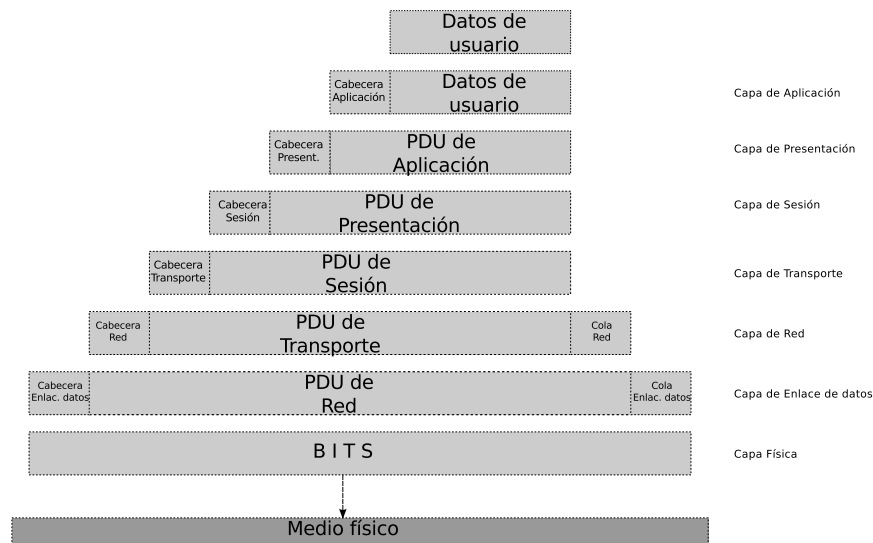 Datos de
usuario
Cabecera
Aplicación
Datos de
usuario
Capa de Aplicación
Cabecera
Present.
PDU de
Aplicación
Capa de Presentación
Cabecera
Sesión
PDU de
Presentación
Capa de Sesión
Cabecera
Transporte
PDU de
Sesión
Capa de Transporte
Cabecera
Red
PDU de
Transporte
Cola
Red
Capa de Red
Cabecera
Enlac. datos
PDU de
Red
Cola
Enlac. datos
Capa de Enlace de datos
B I T S
Capa Física
Medio físico